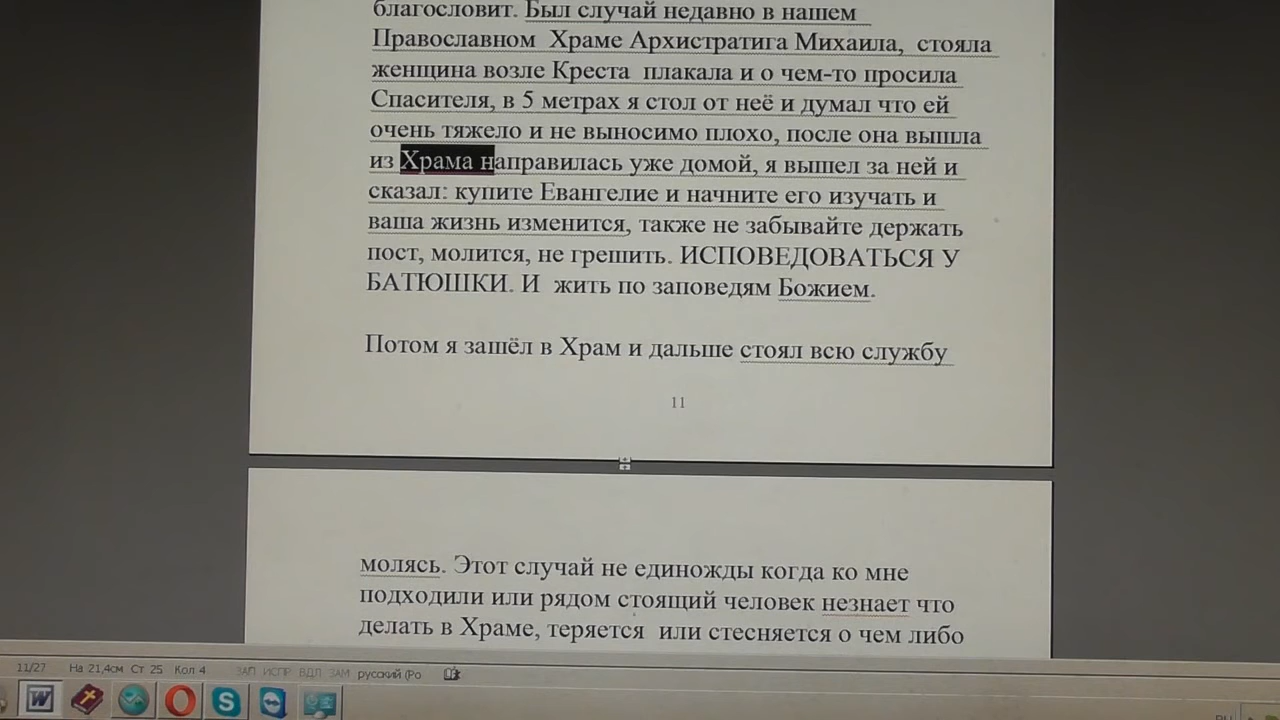 благословит. Был случай недавно в нашем
Православном Храме Архистратига Михаила, стояла
женщина возле Креста плакала и о чем-то просила
Спасителя, в 5 метрах я стол от неё и думал что ей
очень тяжело и не выносимо плохо, после она вышла
из Храма направилась уже домой, я вышел за ней и
сказал: купите Евангелие и начните его изучать и
ваша жизнь изменится, также не забывайте держать
пост, молится, не грешить. ИСПОВЕДОВАТЬСЯ У
БАТЮШКИ. И жить по заповедям Божием.
Потом я зашёл в Храм и дальше стоял всю службу
11
молясь. Этот случай не единожды когда ко мне
подходили или рядом стоящий человек незнает что
делать в Храме, теряется или стесняется о чем либо
11/27 На 21,4см Ст 25 Кол 4 ЗАП ИСПР ВДЛ ЗАМ русский (Ро